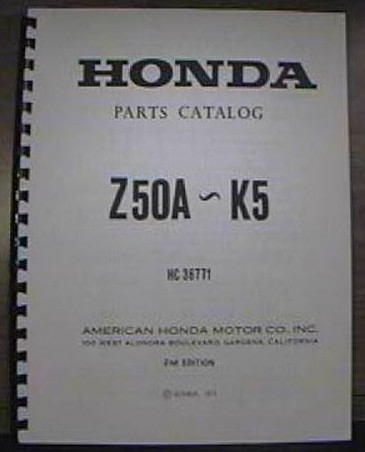 HONDA
PARTS CATALOG
Z50A ~ K5
HC 36771
AMERICAN HONDA MOTOR CO., INC.
100 WEST ALONDRA BOULEVARD, GARDENA, CALIFORNIA
2nd EDITION
© HONDA